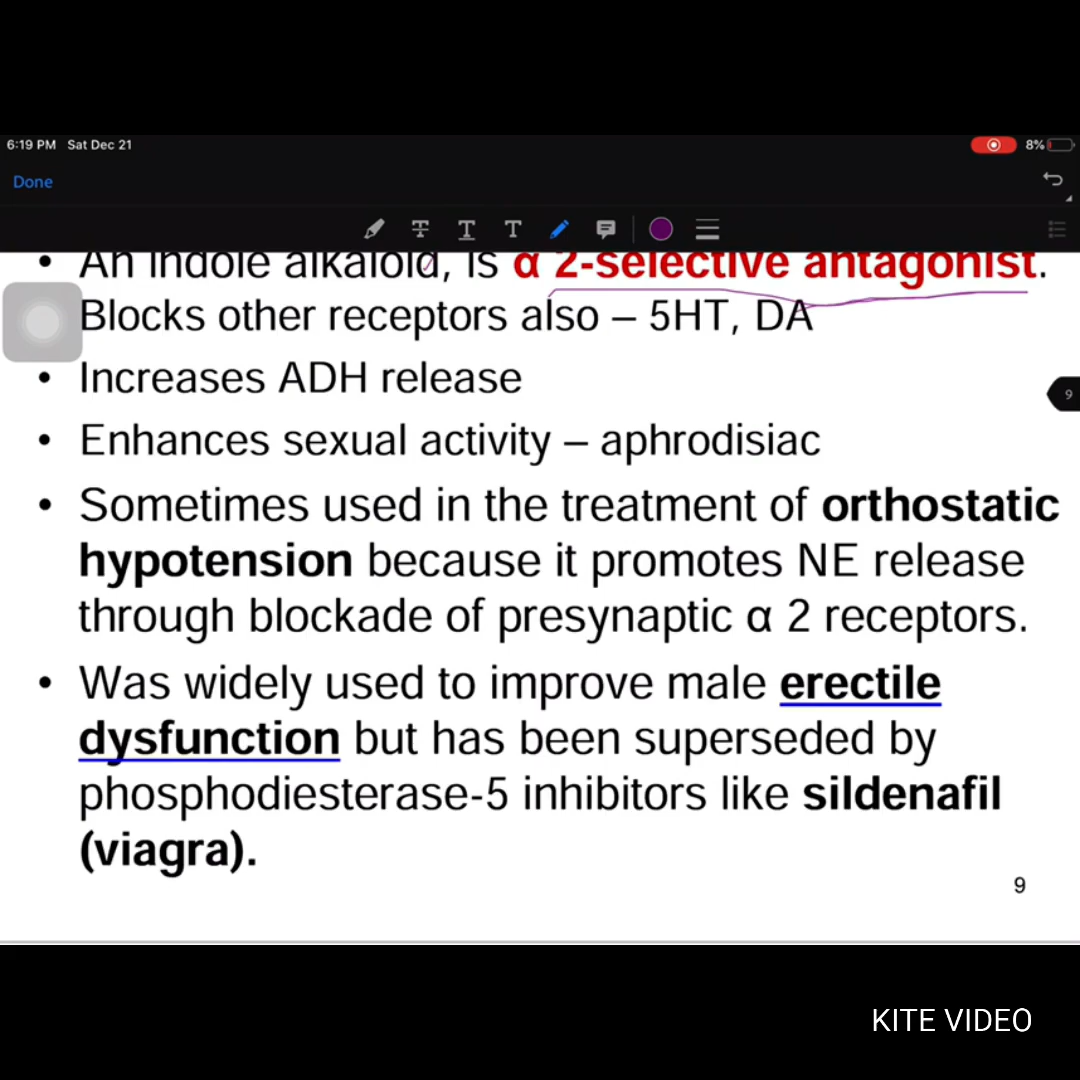 6:19 PM Sat Dec 21
8%
Done
• An indole alkaloid, is α 2-selective antagonist.
Blocks other receptors also – 5HT, DA
9
• Increases ADH release
• Enhances sexual activity – aphrodisiac
• Sometimes used in the treatment of orthostatic
hypotension because it promotes NE release
through blockade of presynaptic α 2 receptors.
• Was widely used to improve male erectile
dysfunction but has been superseded by
phosphodiesterase-5 inhibitors like sildenafil
(viagra).
9
KITE VIDEO